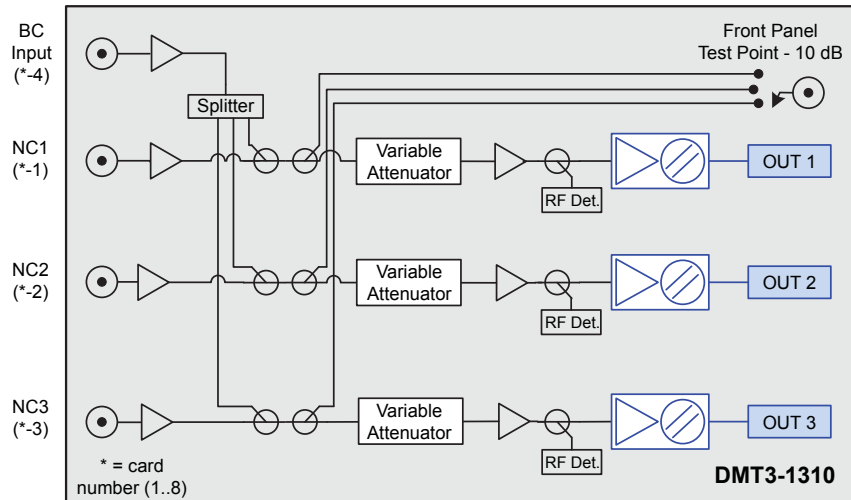 BC
Input
(*-4)
Front Panel
Test Point - 10 dB
Splitter
NC1
(*-1)
Variable
Attenuator
RF Det.
OUT 1
NC2
(*-2)
Variable
Attenuator
RF Det.
OUT 2
NC3
(*-3)
Variable
Attenuator
RF Det.
OUT 3
* = card
number (1..8)
DMT3-1310